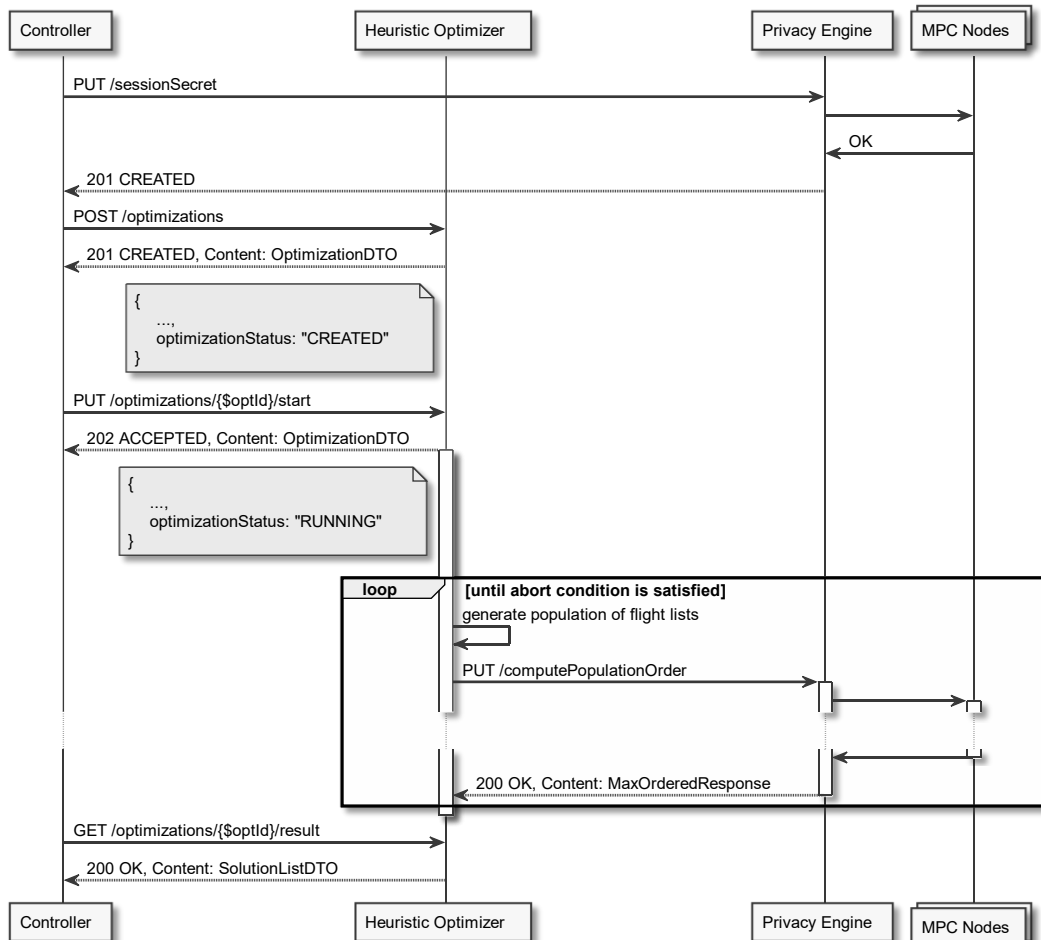 Controller
Heuristic Optimizer
Privacy Engine
MPC Nodes
PUT /sessionSecret
OK
201 CREATED
POST /optimizations
201 CREATED, Content: OptimizationDTO
{
...,
optimizationStatus: "CREATED"
}
PUT /optimizations/{$optId}/start
202 ACCEPTED, Content: OptimizationDTO
{
...,
optimizationStatus: "RUNNING"
}
loop
[until abort condition is satisfied]
generate population of flight lists
PUT /computePopulationOrder
200 OK, Content: MaxOrderedResponse
GET /optimizations/{$optId}/result
200 OK, Content: SolutionListDTO
Controller
Heuristic Optimizer
Privacy Engine
MPC Nodes